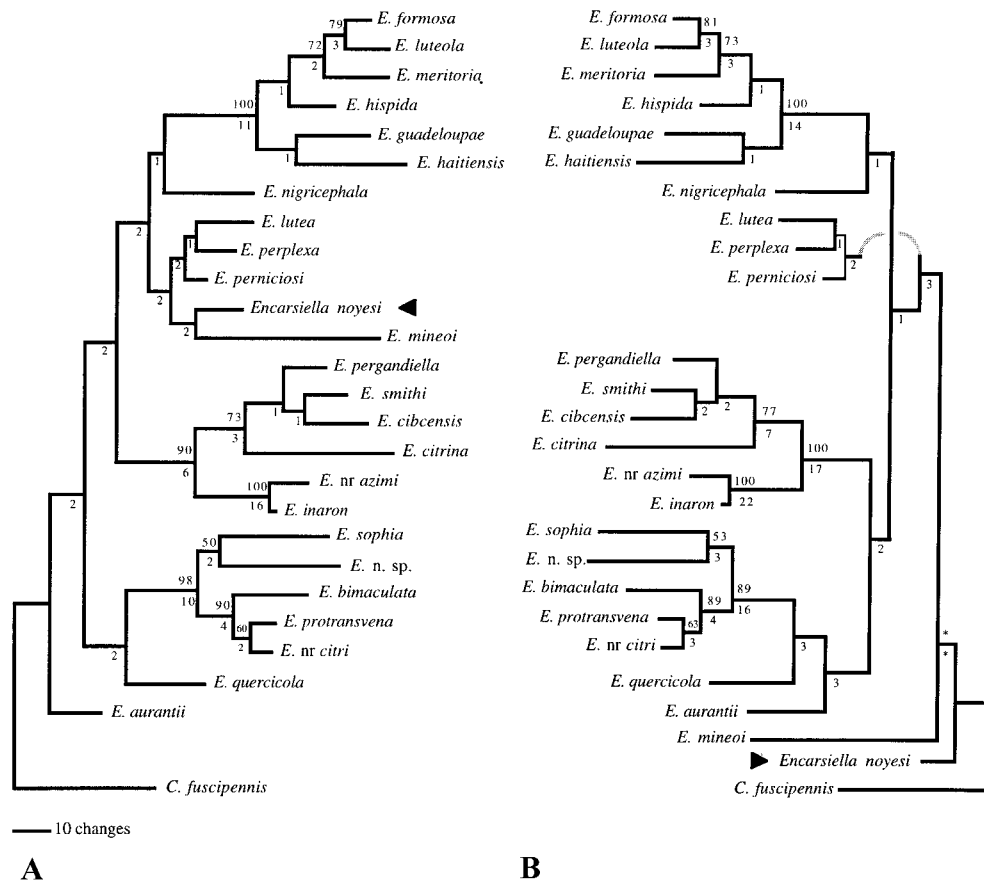 79
E. formosa
3
E. luteola
72
2
E. meritoria
1
E. hispida
100
11
E. guadeloupae
1
E. haitiensis
1
E. nigricephala
2
E. lutea
1
E. perplexa
2
E. perniciosi
2
Encarsiella noyesi
2
E. mineoi
2
E. pergandiella
E. smithi
1
1
E. cibcensis
73
3
E. citrina
90
6
E. nr azimi
100
16
E. inaron
2
E. sophia
50
2
E. n. sp.
98
10
E. bimaculata
90
4
E. protransvena
60
2
E. nr citri
2
E. quercicola
E. aurantii
C. fuscipennis
10 changes
A
E. formosa
81
3
E. luteola
73
3
E. meritoria
1
E. hispida
100
14
E. guadeloupae
1
E. haitiensis
1
E. nigricephala
E. lutea
1
E. perplexa
2
E. perniciosi
3
1
E. pergandiella
E. smithi
2
2
E. cibcensis
77
7
E. citrina
100
17
E. nr azimi
100
22
E. inaron
E. sophia
53
3
E. n. sp.
2
89
16
E. bimaculata
89
4
E. protransvena
63
3
E. nr citri
3
E. quercicola
3
E. aurantii
*
*
E. mineoi
Encarsiella noyesi
C. fuscipennis
B